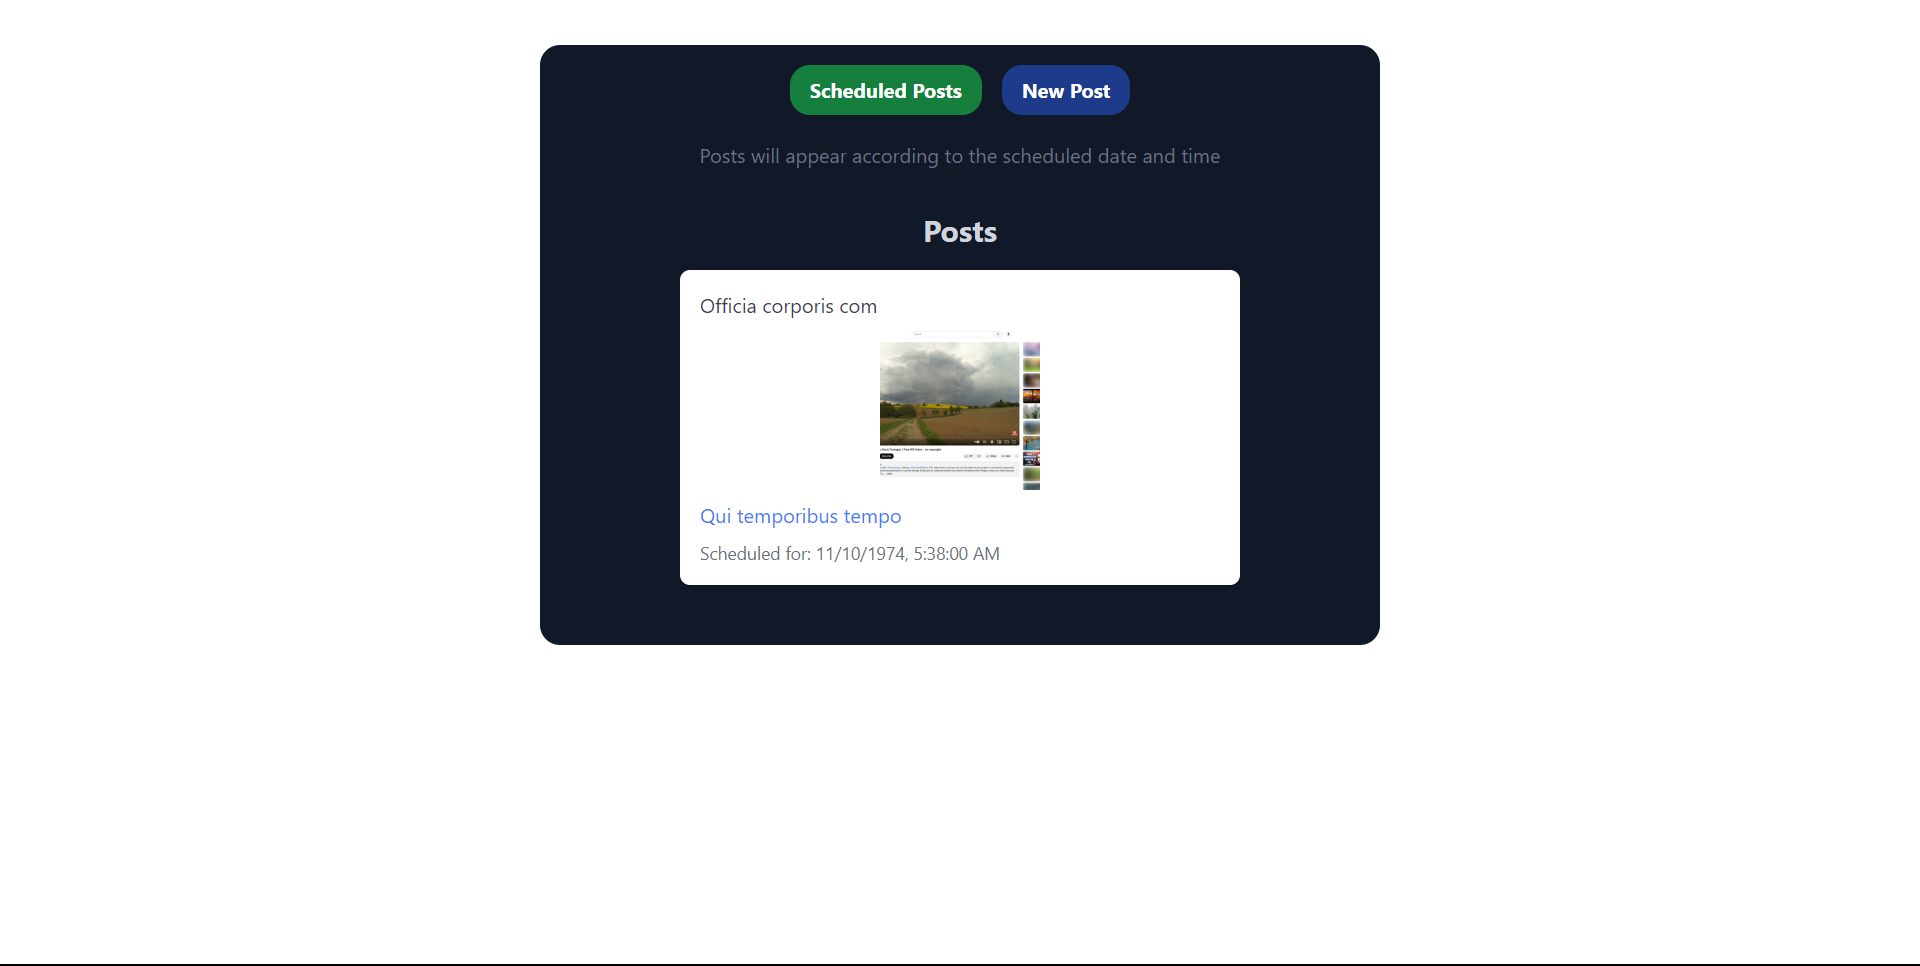 Scheduled Posts New Post
Posts will appear according to the scheduled date and time
Posts
Officia corporis com
Qui temporibus tempo
Scheduled for: 11/10/1974, 5:38:00 AM